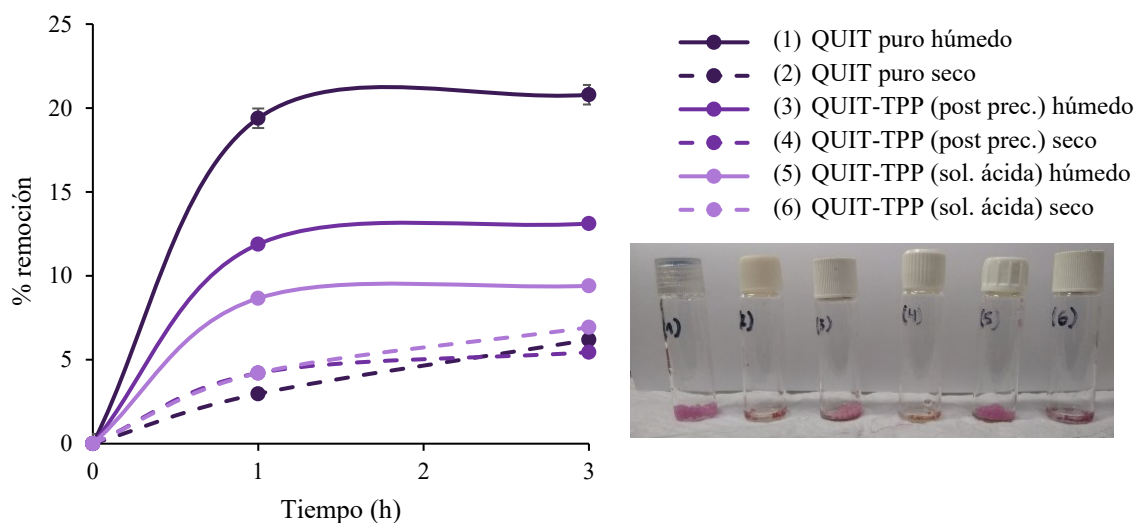 25
20
15
10
5
0
% remoción
0
1
2
3
Tiempo (h)
(1) QUIT puro húmedo
(2) QUIT puro seco
(3) QUIT-TPP (post prec.) húmedo
(4) QUIT-TPP (post prec.) seco
(5) QUIT-TPP (sol. ácida) húmedo
(6) QUIT-TPP (sol. ácida) seco
(1)
(2)
(3)
(4)
(5)
(6)